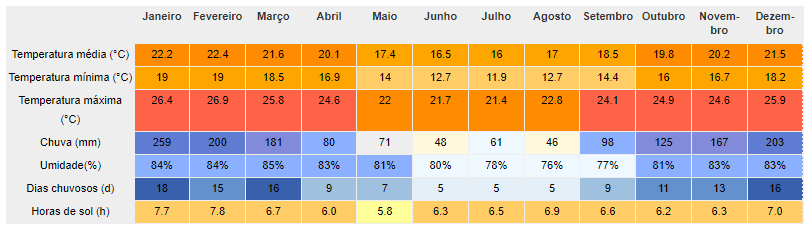 Janeiro Fevereiro Março Abril Maio Junho Julho Agosto Setembro Outubro Novem-bro Dezem-bro
Temperatura média (°C) 22.2 22.4 21.6 20.1 17.4 16.5 16 17 18.5 19.8 20.2 21.5
Temperatura mínima (°C) 19 19 18.5 16.9 14 12.7 11.9 12.7 14.4 16 16.7 18.2
Temperatura máxima (°C) 26.4 26.9 25.8 24.6 22 21.7 21.4 22.8 24.1 24.9 24.6 25.9
Chuva (mm) 259 200 181 80 71 48 61 46 98 125 167 203
Umidade(%) 84% 84% 85% 83% 81% 80% 78% 76% 77% 81% 83% 83%
Dias chuvosos (d) 18 15 16 9 7 5 5 5 9 11 13 16
Horas de sol (h) 7.7 7.8 6.7 6.0 5.8 6.3 6.5 6.9 6.6 6.2 6.3 7.0